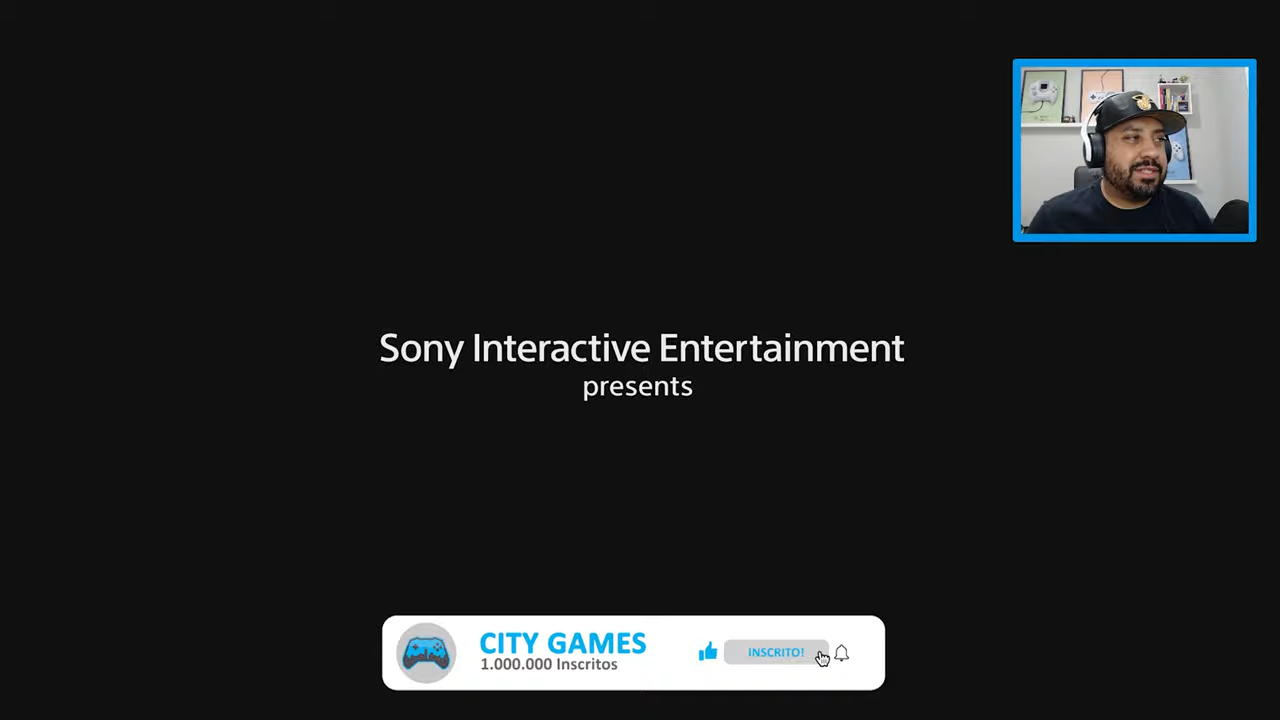 Sony Interactive Entertainment
presents
CITY GAMES
1.000.000 Inscritos
INSCRITO!